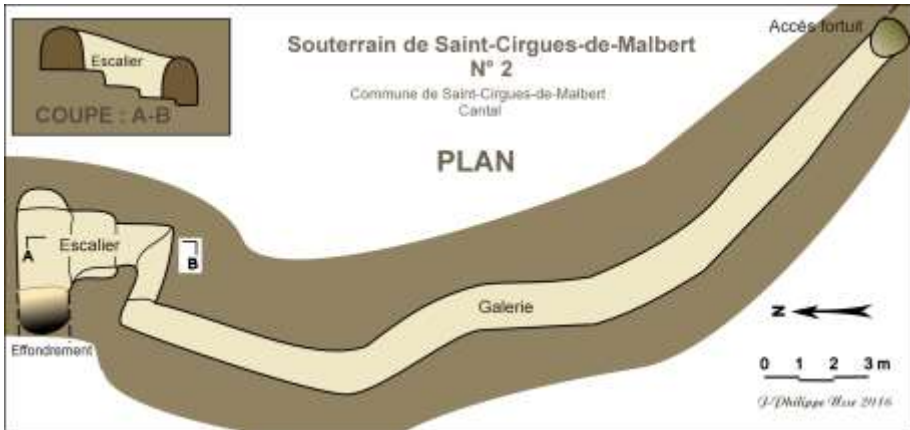 Escalier
COUPE : A-B
Souterrain de Saint-Cirgues-de-Malbert
N° 2
Commune de Saint-Cirgues-de-Malbert
Cantal
PLAN
Accès fortuit
A
Escalier
B
Effondrement
Galerie
N
0 1 2 3 m
2016